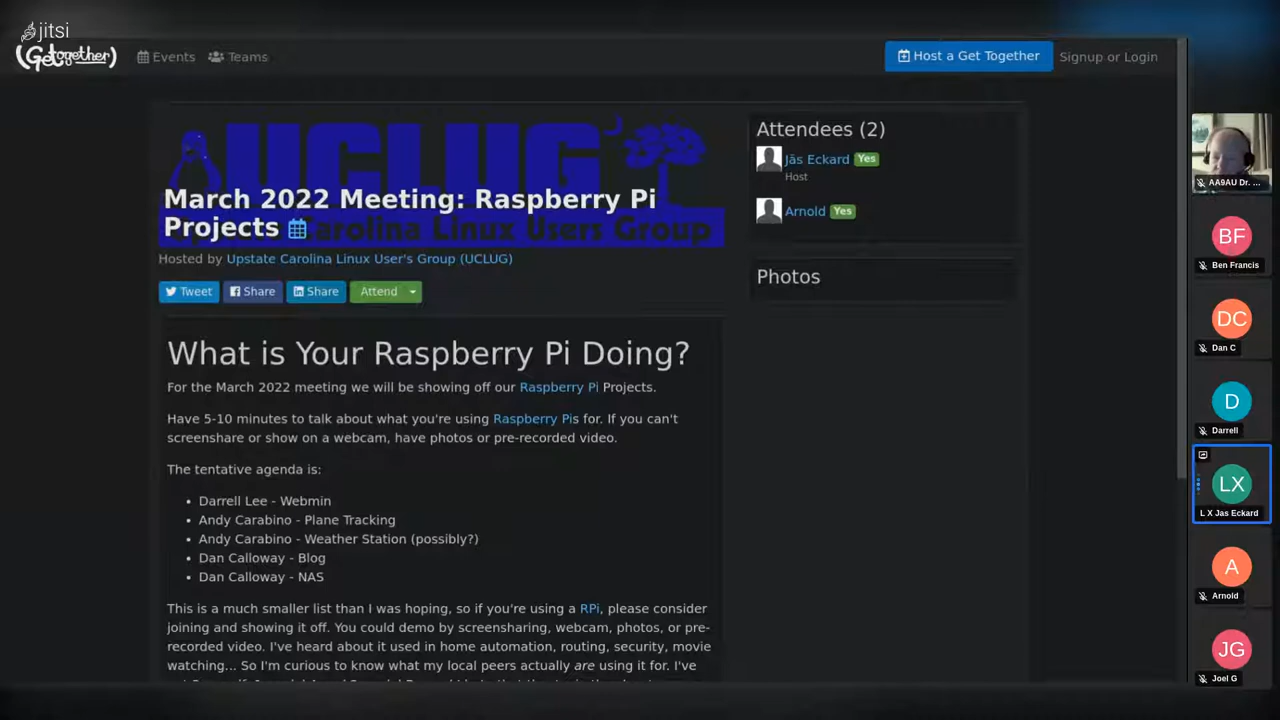 jitsi
(Get together)
Events
Teams
Host a Get Together
Signup or Login
UCLUG
Upstate Carolina Linux Users Group
March 2022 Meeting: Raspberry Pi
Projects
Hosted by Upstate Carolina Linux User's Group (UCLUG)
Tweet
Share
Share
Attend
What is Your Raspberry Pi Doing?
For the March 2022 meeting we will be showing off our Raspberry Pi Projects.
Have 5-10 minutes to talk about what you're using Raspberry Pis for. If you can't
screenshare or show on a webcam, have photos or pre-recorded video.
The tentative agenda is:
• Darrell Lee - Webmin
• Andy Carabino - Plane Tracking
• Andy Carabino - Weather Station (possibly?)
• Dan Calloway - Blog
• Dan Calloway - NAS
This is a much smaller list than I was hoping, so if you're using a RPi, please consider
joining and showing it off. You could demo by screensharing, webcam, photos, or pre-
recorded video. I've heard about it used in home automation, routing, security, movie
watching... So I'm curious to know what my local peers actually are using it for. I've
Attendees (2)
Jās Eckard Yes
Host
Arnold Yes
Photos
AA9AU Dr. ...
BF
Ben Francis
DC
Dan C
D
Darrell
LX
L X Jas Eckard
A
Arnold
JG
Joel G